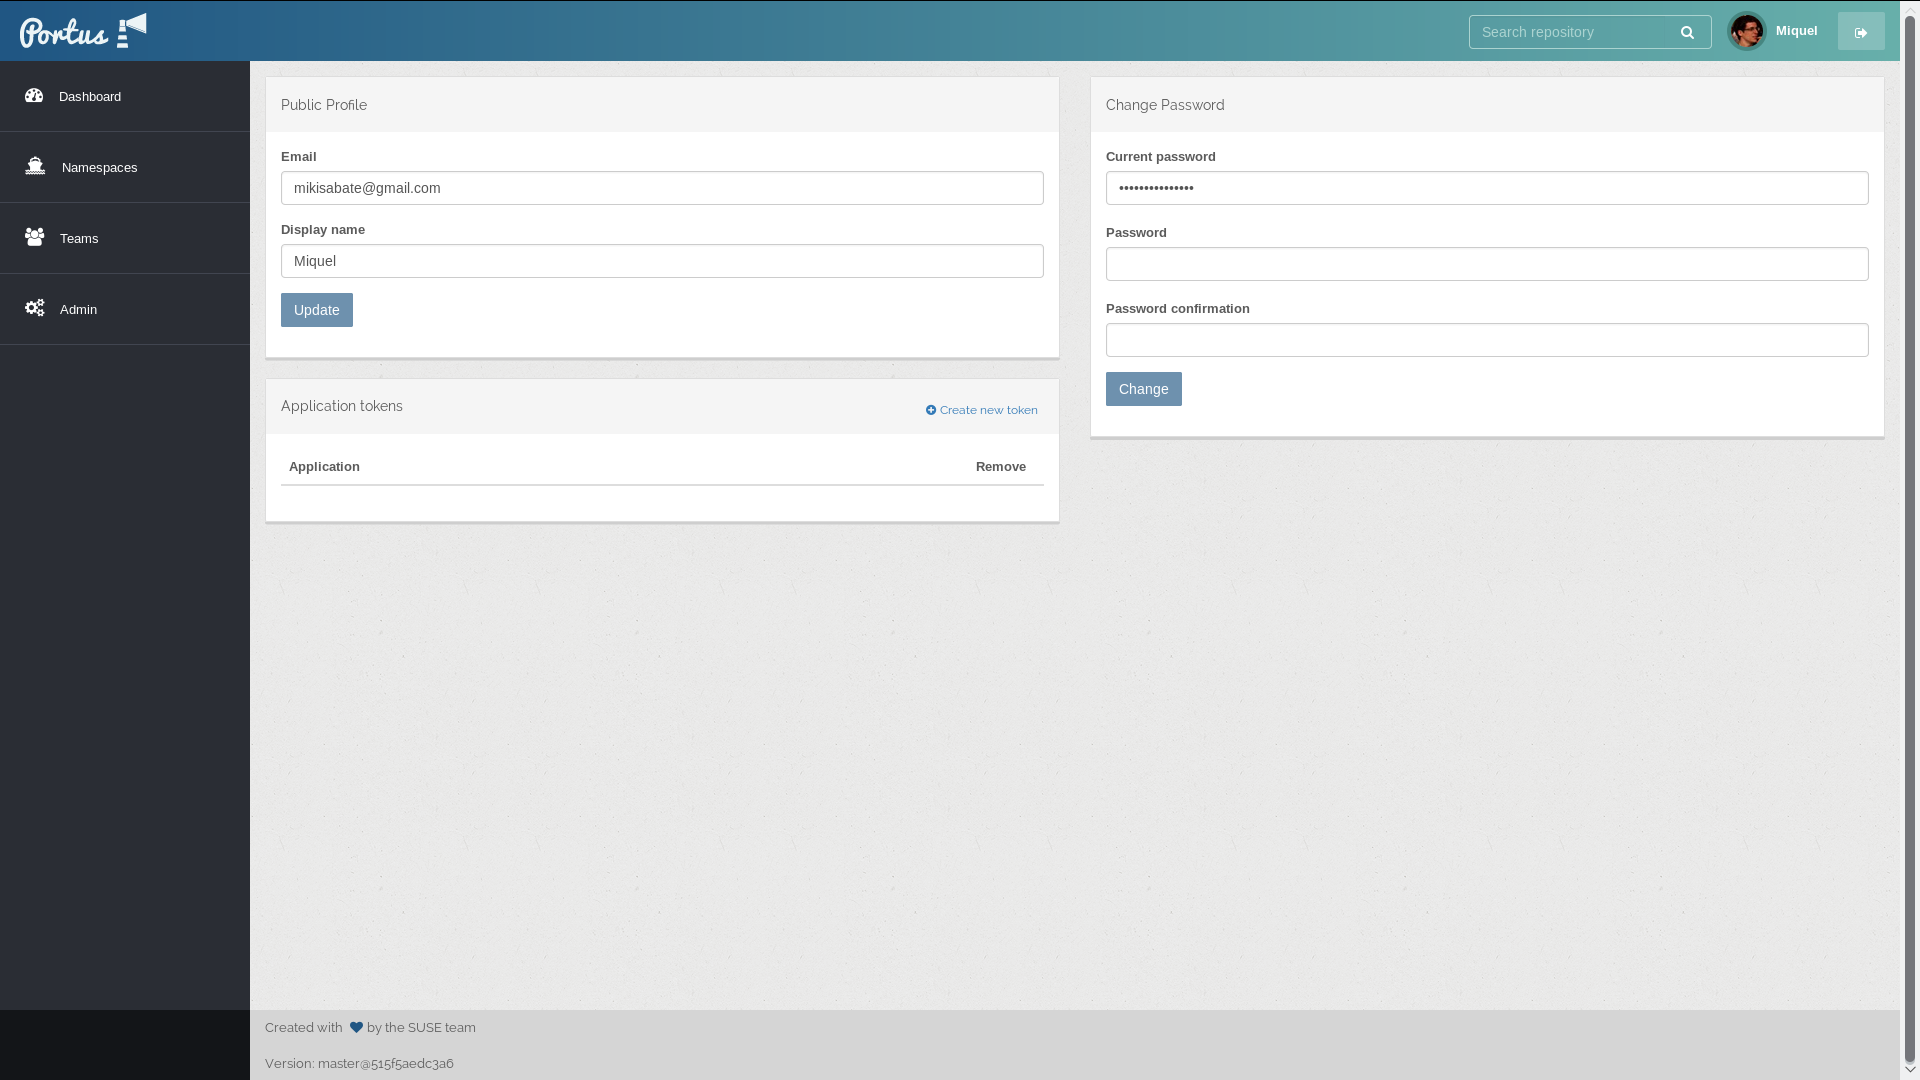 Portus
Search repository
Miquel
Dashboard
Namespaces
Teams
Admin
Public Profile
Email
mikisabate@gmail.com
Display name
Miquel
Update
Application tokens
Create new token
Application Remove
Change Password
Current password
•••••••••••••••
Password
Password confirmation
Change
Created with by the SUSE team
Version: master@515f5aedc3a6